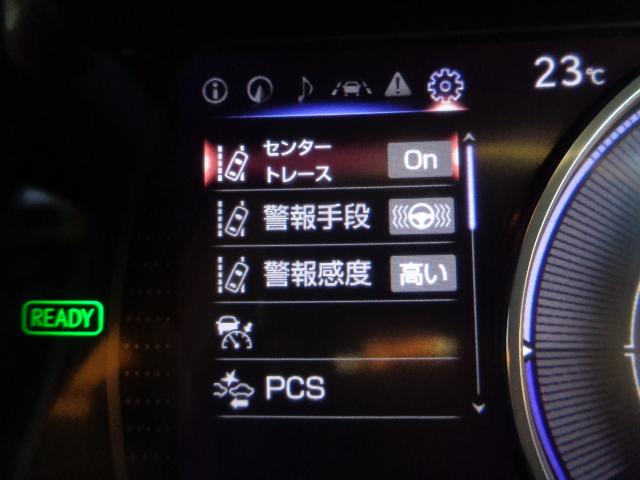 23℃
センター
トレース
On
警報手段
警報感度
高い
READY
PCS